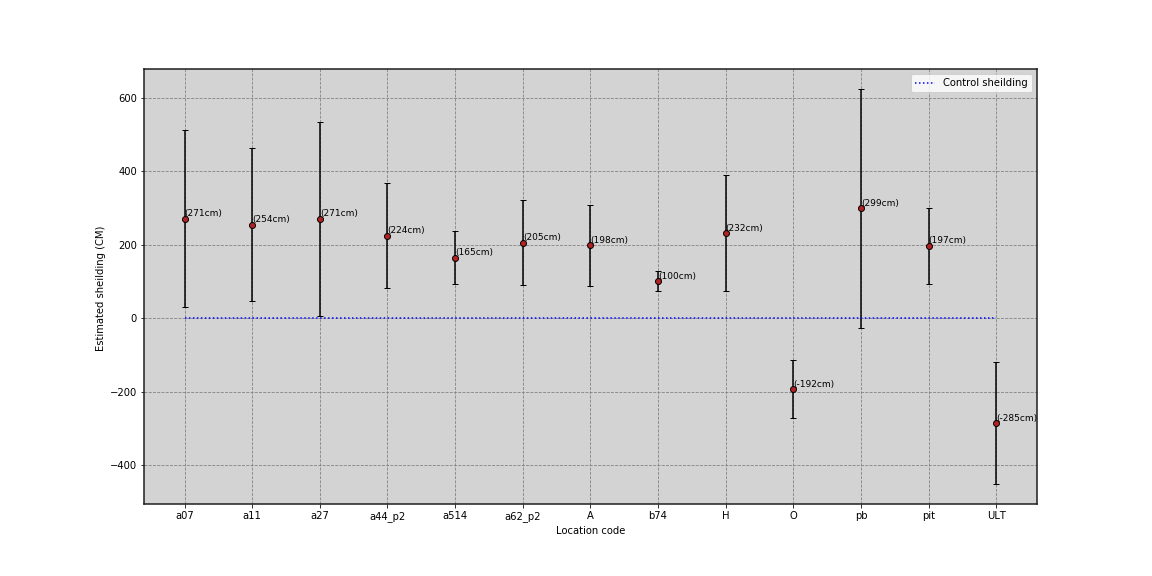 Control sheilding
Estimated sheilding (CM)
600
400
200
0
−200
−400
(271cm)
(254cm)
(271cm)
(224cm)
(165cm)
(205cm)
(198cm)
(100cm)
(232cm)
(-192cm)
(299cm)
(197cm)
(-285cm)
a07 a11 a27 a44_p2 a514 a62_p2 A b74 H O pb pit ULT
Location code